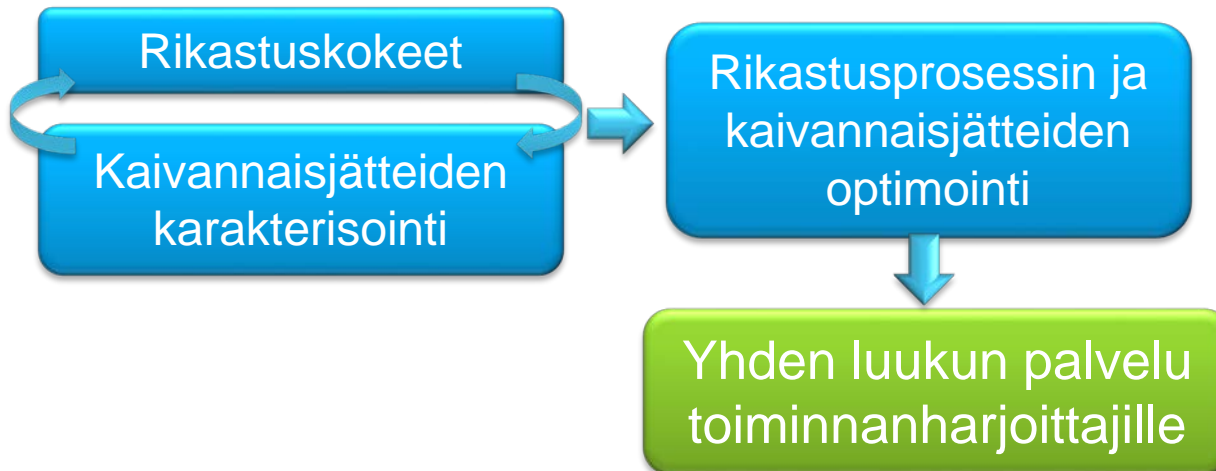 Rikastuskokeet
Kaivannaisjätteiden
karakterisointi
Rikastusprosessin ja
kaivannaisjätteiden
optimointi
Yhden luukun palvelu
toiminnanharjoittajille